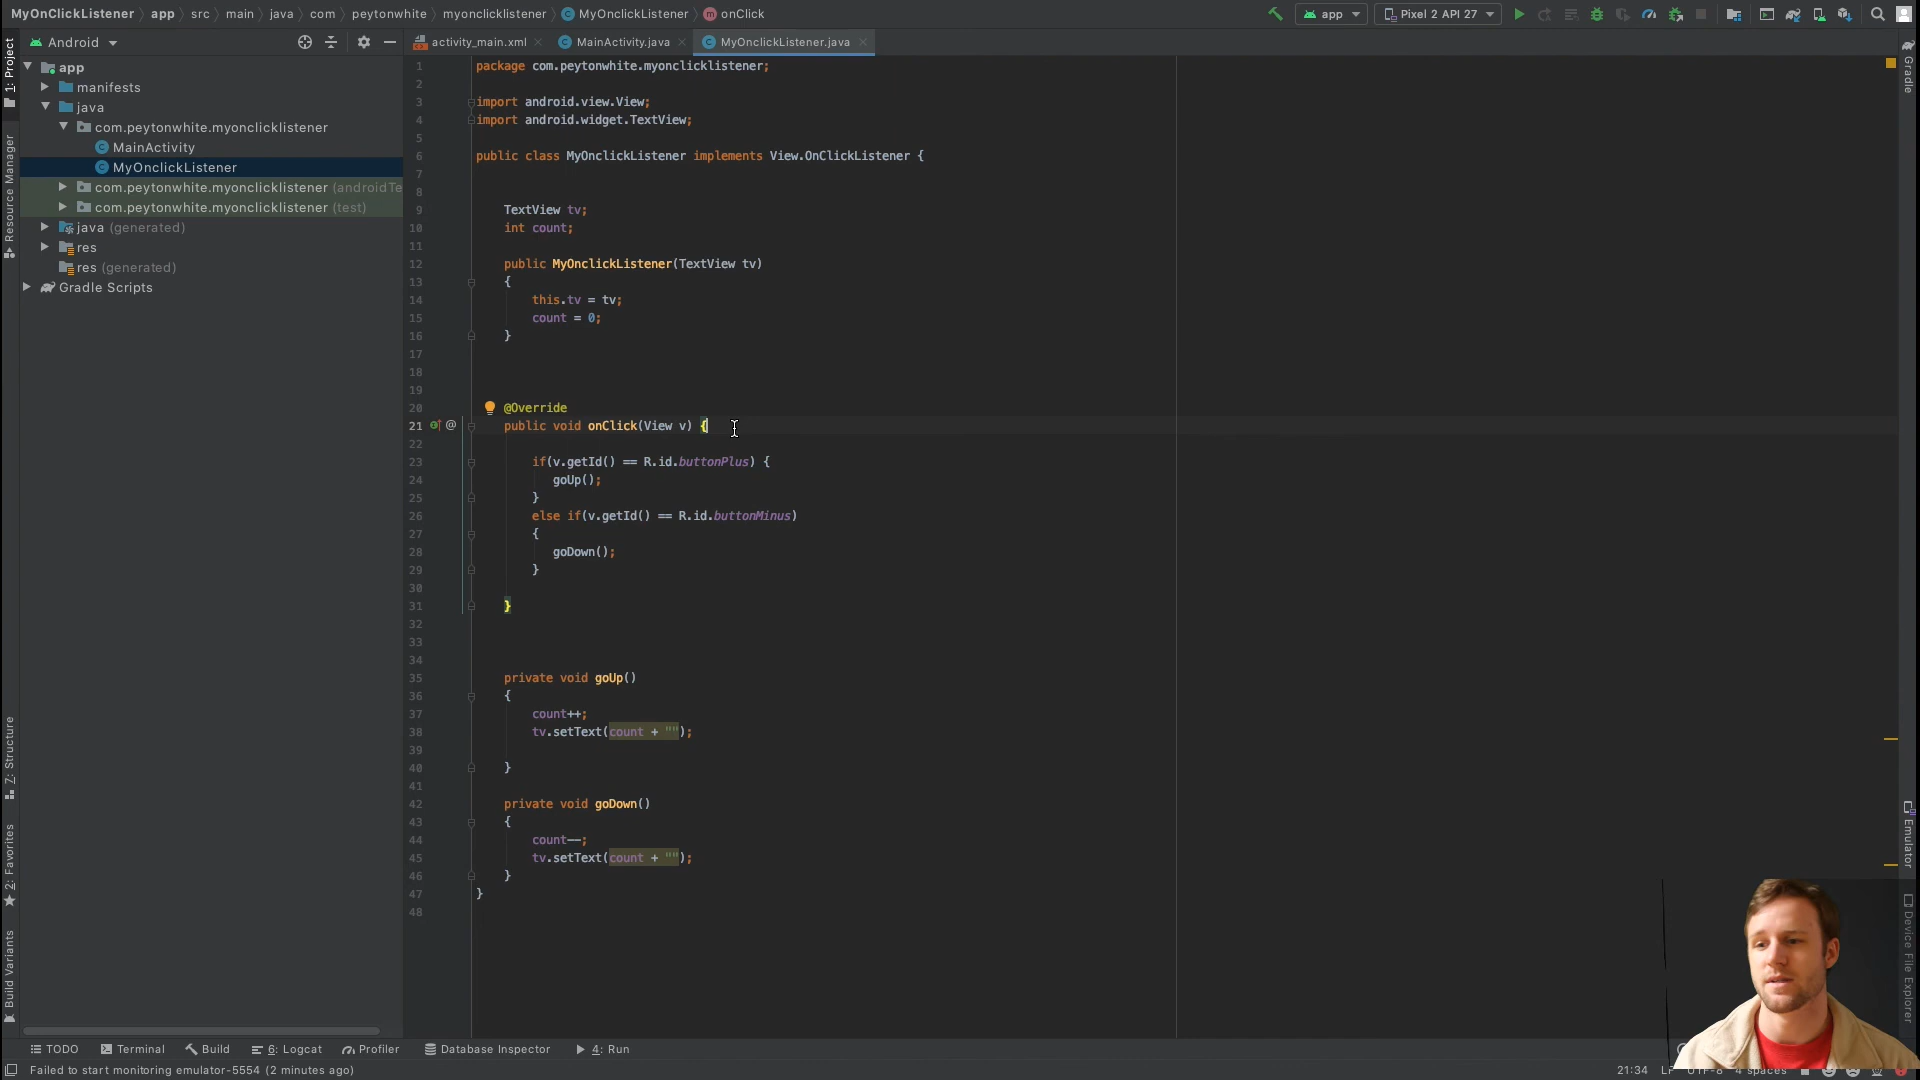 MyOnClickListener app src main java com peytonwhite myonclicklistener MyOnclickListener onClick
app Pixel 2 API 27
Android
activity_main.xml MainActivity.java MyOnclickListener.java
1: Project
Resource Manager
7: Structure
2: Favorites
Build Variants
app
manifests
java
com.peytonwhite.myonclicklistener
MainActivity
MyOnclickListener
com.peytonwhite.myonclicklistener (androidTe
com.peytonwhite.myonclicklistener (test)
java (generated)
res
res (generated)
Gradle Scripts
1 package com.peytonwhite.myonclicklistener;
2
3 import android.view.View;
4 import android.widget.TextView;
5
6 public class MyOnclickListener implements View.OnClickListener {
7
8
9 TextView tv;
10 int count;
11
12 public MyOnclickListener(TextView tv)
13 {
14 this.tv = tv;
15 count = 0;
16 }
17
18
19
20 @Override
21 public void onClick(View v) {
22
23 if(v.getId() == R.id.buttonPlus) {
24 goUp();
25 }
26 else if(v.getId() == R.id.buttonMinus)
27 {
28 goDown();
29 }
30
31 }
32
33
34
35 private void goUp()
36 {
37 count++;
38 tv.setText(count + "");
39
40 }
41
42 private void goDown()
43 {
44 count--;
45 tv.setText(count + "");
46 }
47 }
48
Gradle
Emulator
Device File Explorer
TODO Terminal Build 6: Logcat Profiler Database Inspector 4: Run
Failed to start monitoring emulator-5554 (2 minutes ago)
21:34 LF UTF-8 4 spaces